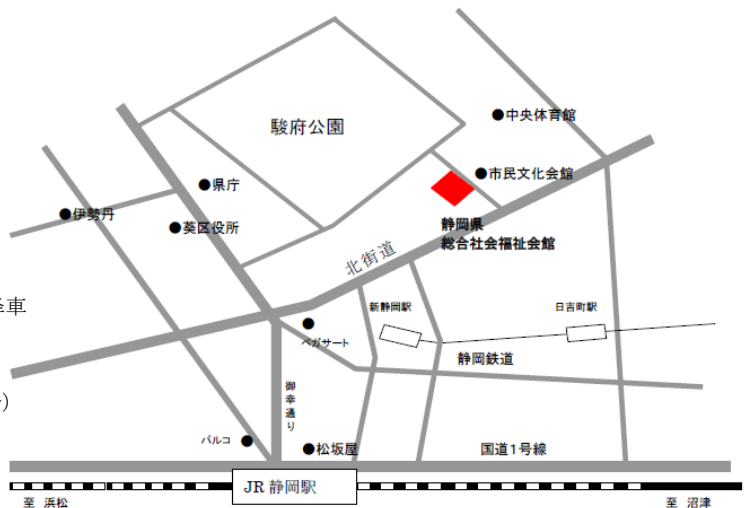 ●中央体育館
駿府公園
●市民文化会館
●県庁
●伊勢丹
●葵区役所
静岡県
総合社会福祉会館
北街道
車
新静岡駅
日吉町駅
ペガサート
静岡鉄道
御幸通り
)
パルコ
●松坂屋
国道1号線
JR 静岡駅
至 浜松
至 沼津